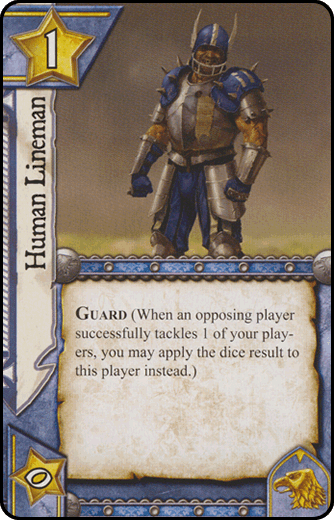 1
Human Lineman
GUARD (When an opposing player
successfully tackles 1 of your play-
ers, you may apply the dice result to
this player instead.)